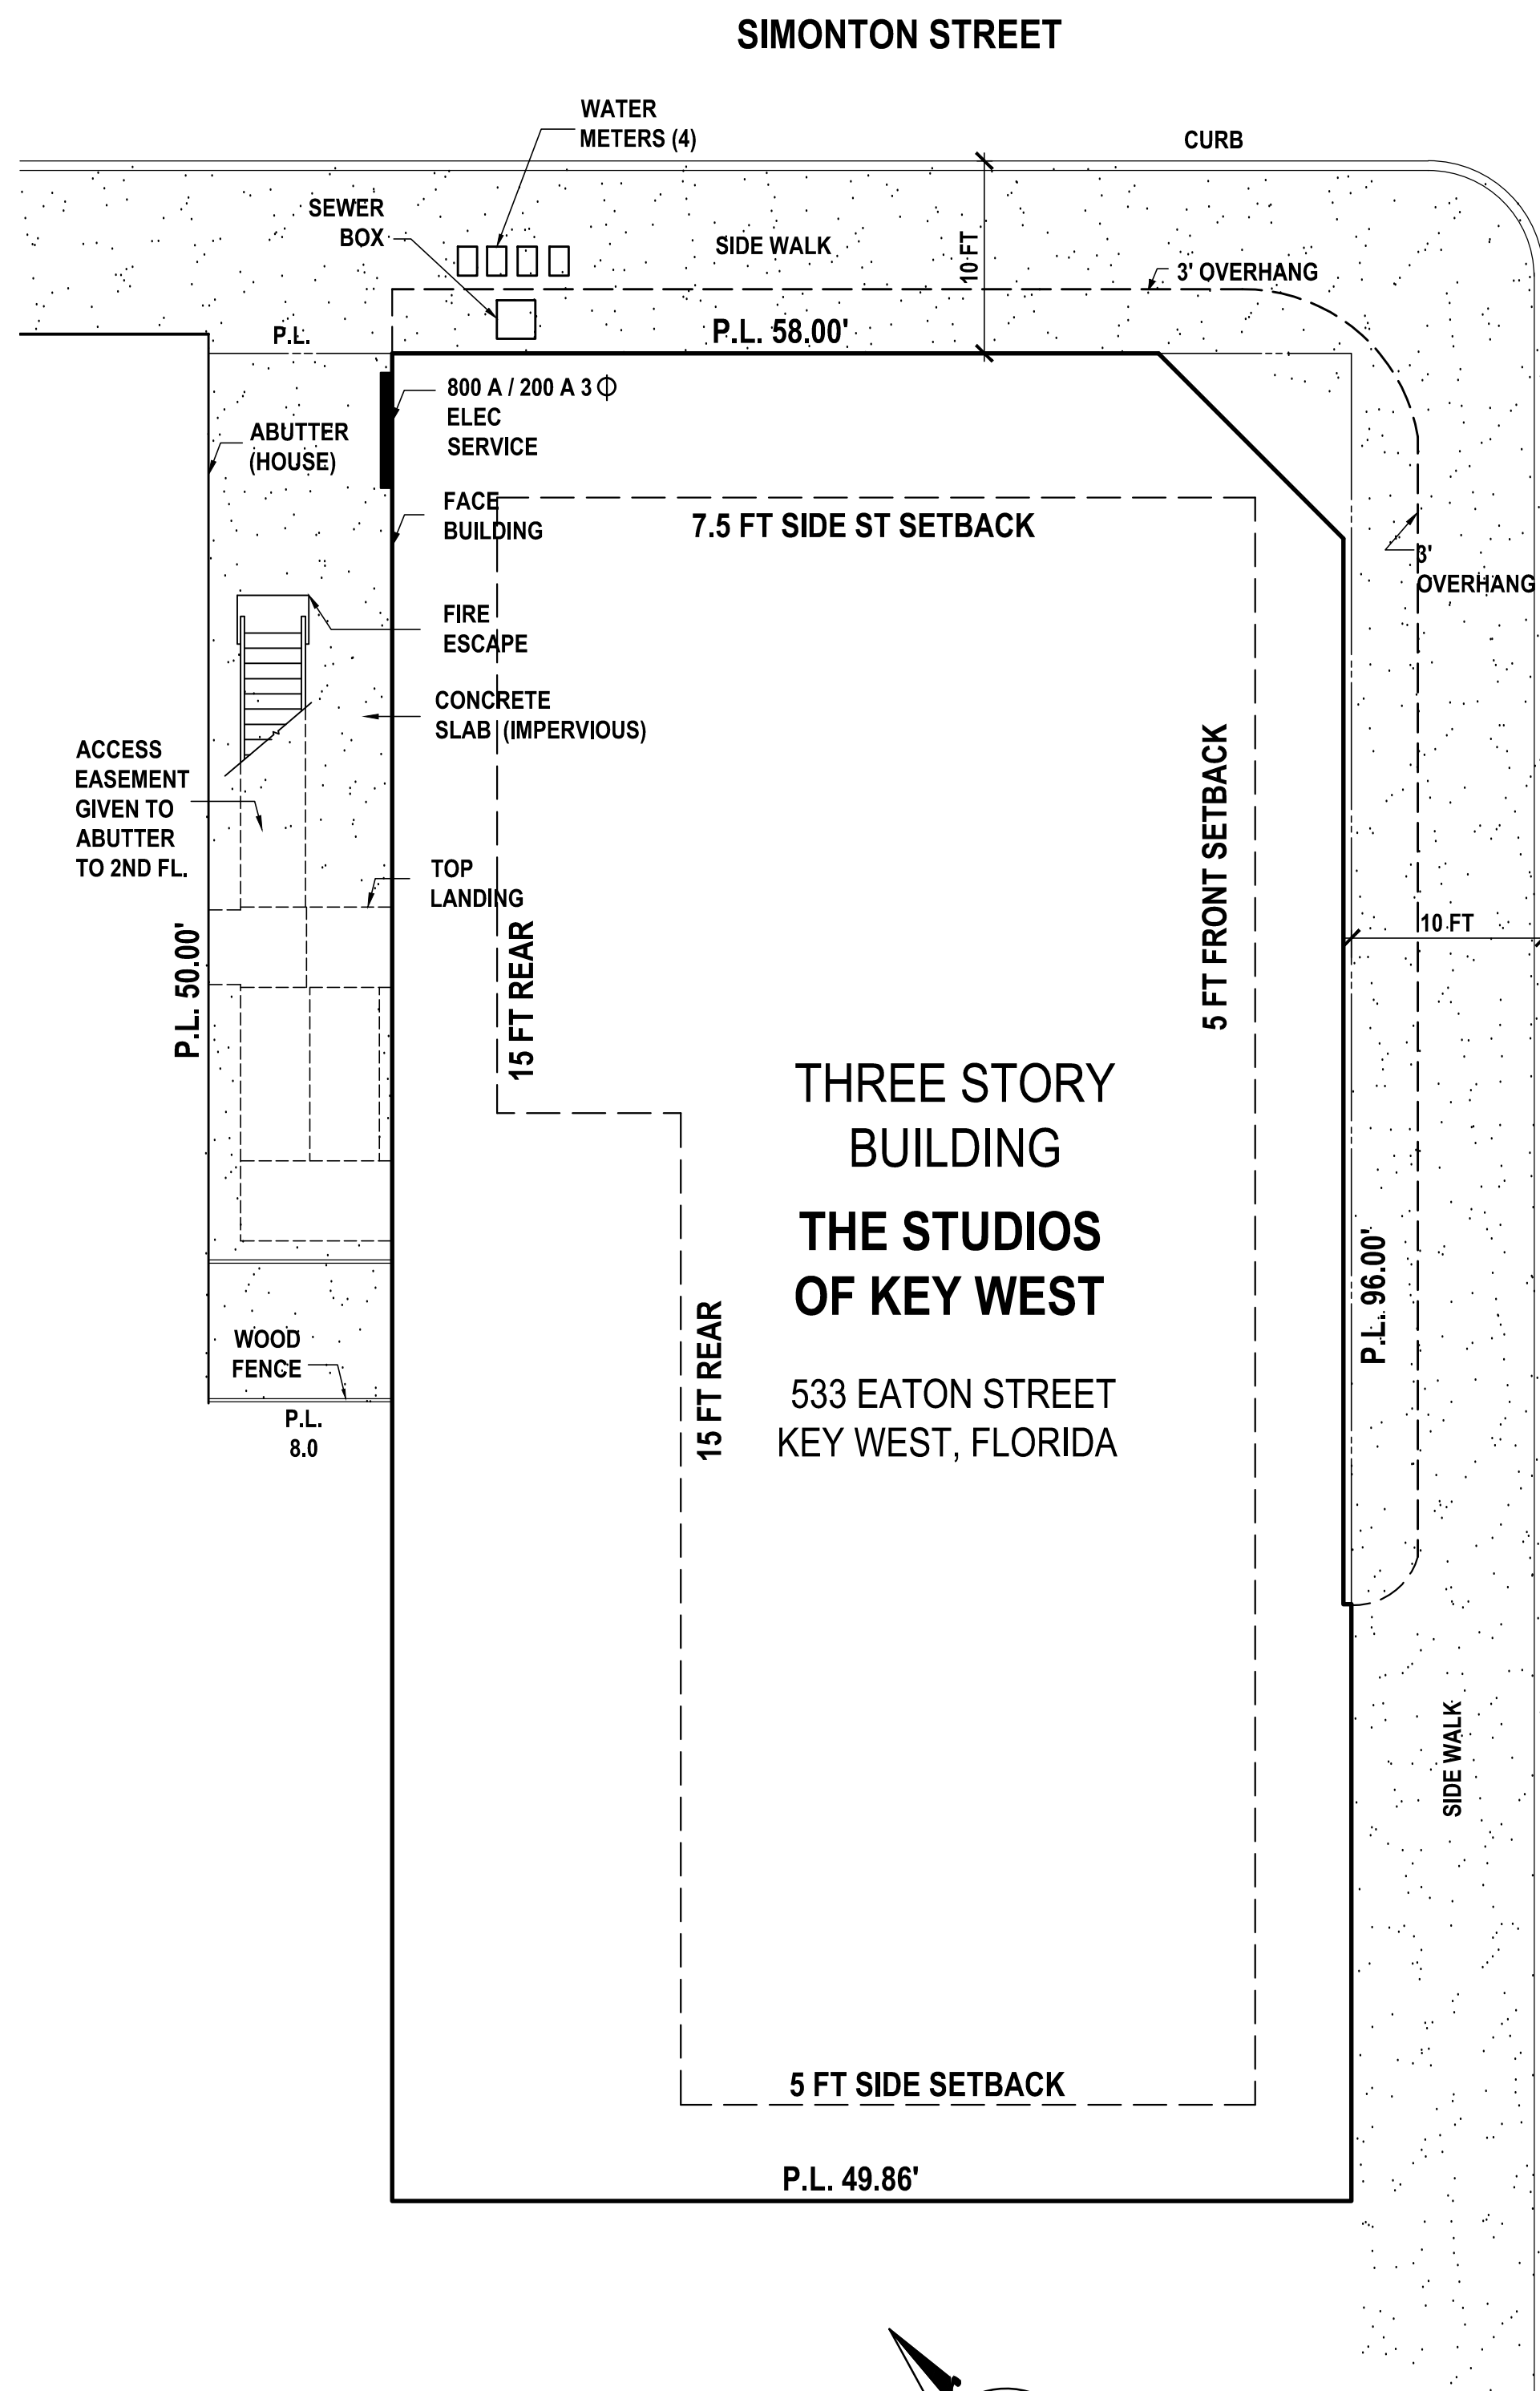 SIMONTON STREET
WATER
METERS (4)
CURB
SEWER
BOX
SIDE WALK
10 FT
3' OVERHANG
P.L.
P.L. 58.00'
800 A / 200 A 3 Φ
ELEC
SERVICE
ABUTTER
(HOUSE)
FACE
BUILDING
7.5 FT SIDE ST SETBACK
3'
OVERHANG
FIRE
ESCAPE
CONCRETE
SLAB (IMPERVIOUS)
ACCESS
EASEMENT
GIVEN TO
ABUTTER
TO 2ND FL.
5 FT FRONT SETBACK
TOP
LANDING
10 FT
P.L. 50.00'
15 FT REAR
THREE STORY
BUILDING
THE STUDIOS
OF KEY WEST
P.L. 96.00'
WOOD
FENCE
15 FT REAR
533 EATON STREET
KEY WEST, FLORIDA
P.L.
8.0
SIDE WALK
5 FT SIDE SETBACK
P.L. 49.86'